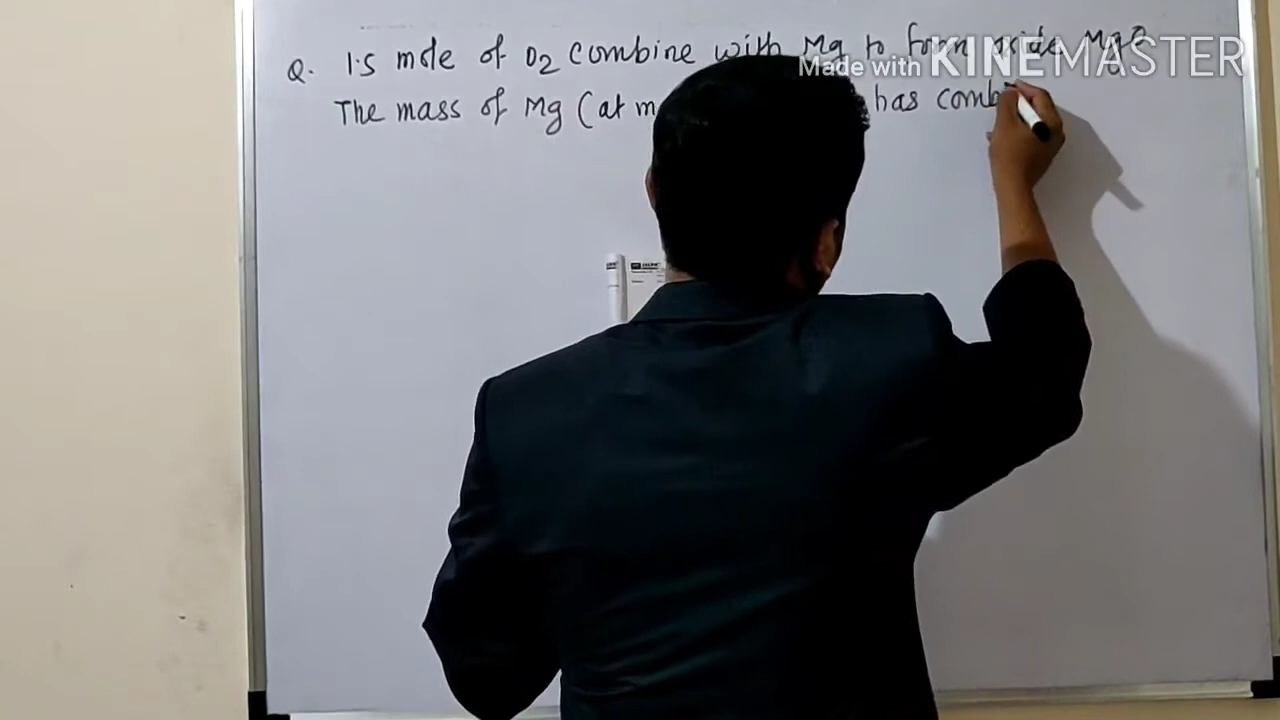 Q. 1.5 mole of O2 combine with Mg to form oxide MgO
Made with KINEMASTER
The mass of Mg (at m has comb